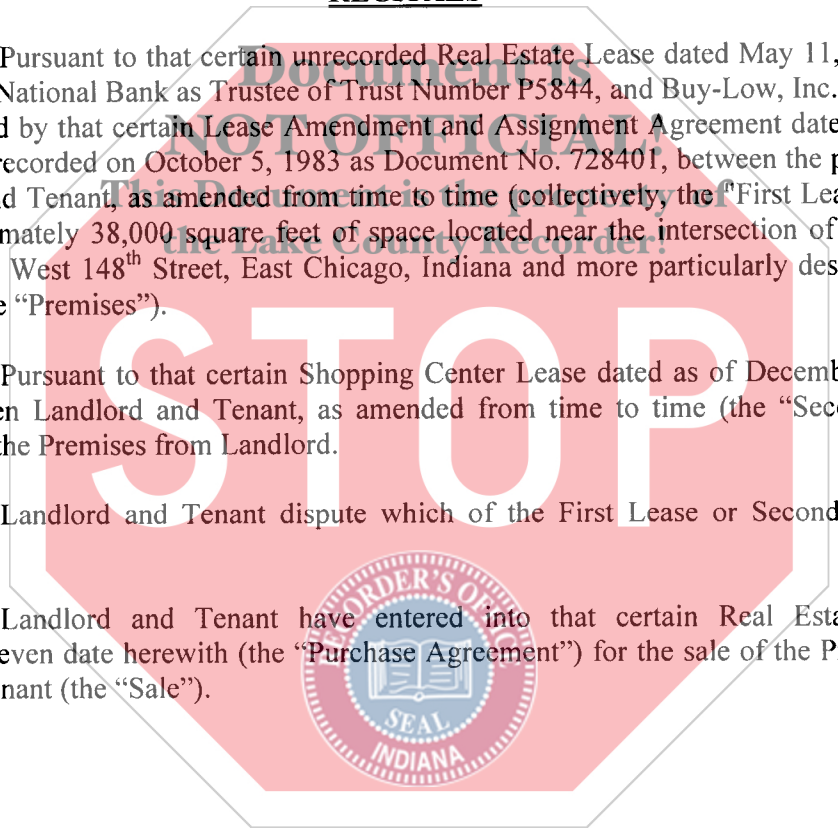 RECITALS
Pursuant to that certain unrecorded Real Estate Lease dated May 11,
National Bank as Trustee of Trust Number P5844, and Buy-Low, Inc.
d by that certain Lease Amendment and Assignment Agreement date
recorded on October 5, 1983 as Document No. 728401, between the p
d Tenant, as amended from time to time (collectively, the "First Lea
mately 38,000 square feet of space located near the intersection of
West 148th Street, East Chicago, Indiana and more particularly des
e “Premises”).
Pursuant to that certain Shopping Center Lease dated as of Decemb
en Landlord and Tenant, as amended from time to time (the “Sec
the Premises from Landlord.
Landlord and Tenant dispute which of the First Lease or Second
Landlord and Tenant have entered into that certain Real Esta
even date herewith (the “Purchase Agreement”) for the sale of the P
nant (the “Sale”).
Document is
NOT OFFICIAL!
This Document is the property of
the Lake County Recorder!
STOP
RECORDER'S OFFICE
SEAL
INDIANA